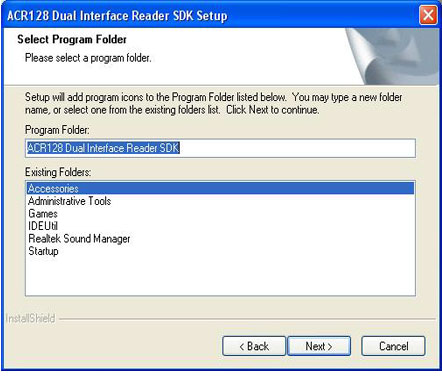 ACR128 Dual Interface Reader SDK Setup
Select Program Folder
Please select a program folder.
Setup will add program icons to the Program Folder listed below. You may type a new folder
name, or select one from the existing folders list. Click Next to continue.
Program Folder:
ACR128 Dual Interface Reader SDK
Existing Folders:
Accessories
Administrative Tools
Games
IDEUtil
Realtek Sound Manager
Startup
InstallShield
< Back
Next >
Cancel